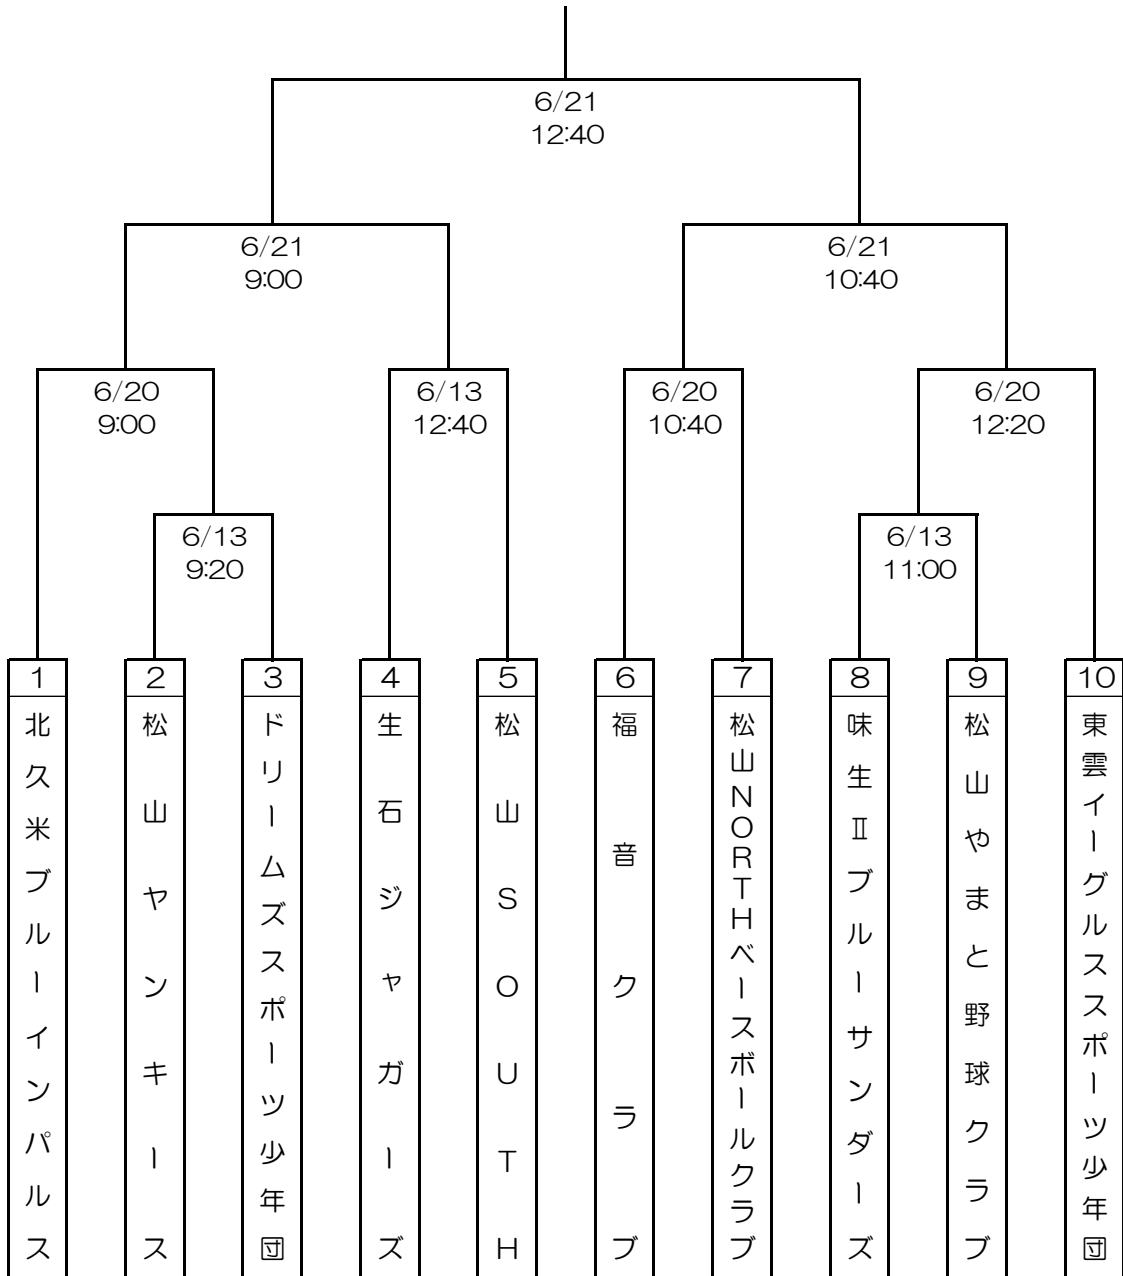 6/21
12:40
6/21
9:00
6/21
10:40
6/20
9:00
6/13
12:40
6/20
10:40
6/20
12:20
6/13
9:20
6/13
11:00
1
北久米ブルーインパルス
2
松山ヤンキース
3
ドリームズスポーツ少年団
4
生石ジャガーズ
5
松山SOUTH
6
福音クラブ
7
松山NORTHベースボールクラブ
8
味生Ⅱブルーサンダーズ
9
松山やまと野球クラブ
10
東雲イーグルススポーツ少年団